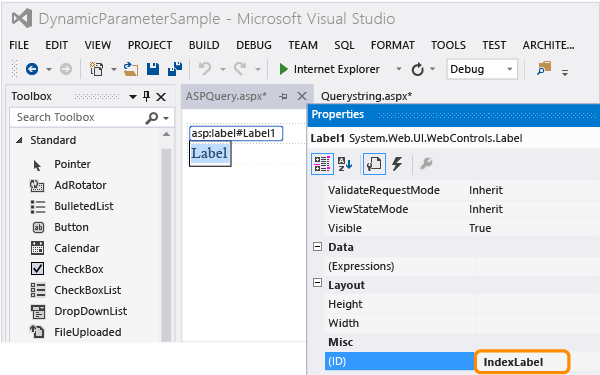 DynamicParameterSample - Microsoft Visual Studio
FILE EDIT VIEW PROJECT BUILD DEBUG TEAM SQL FORMAT TOOLS TEST ARCHITE...
Internet Explorer Debug
Toolbox
ASPQuery.aspx*
Querystring.aspx*
Search Toolbox
Standard
Pointer
AdRotator
BulletedList
Button
Calendar
CheckBox
CheckBoxList
DropDownList
FileUploaded
asp:label#Label1
Label
Properties
Label1 System.Web.UI.WebControls.Label
ValidateRequestMode Inherit
ViewStateMode Inherit
Visible True
Data
(Expressions)
Layout
Height
Width
Misc
(ID) IndexLabel